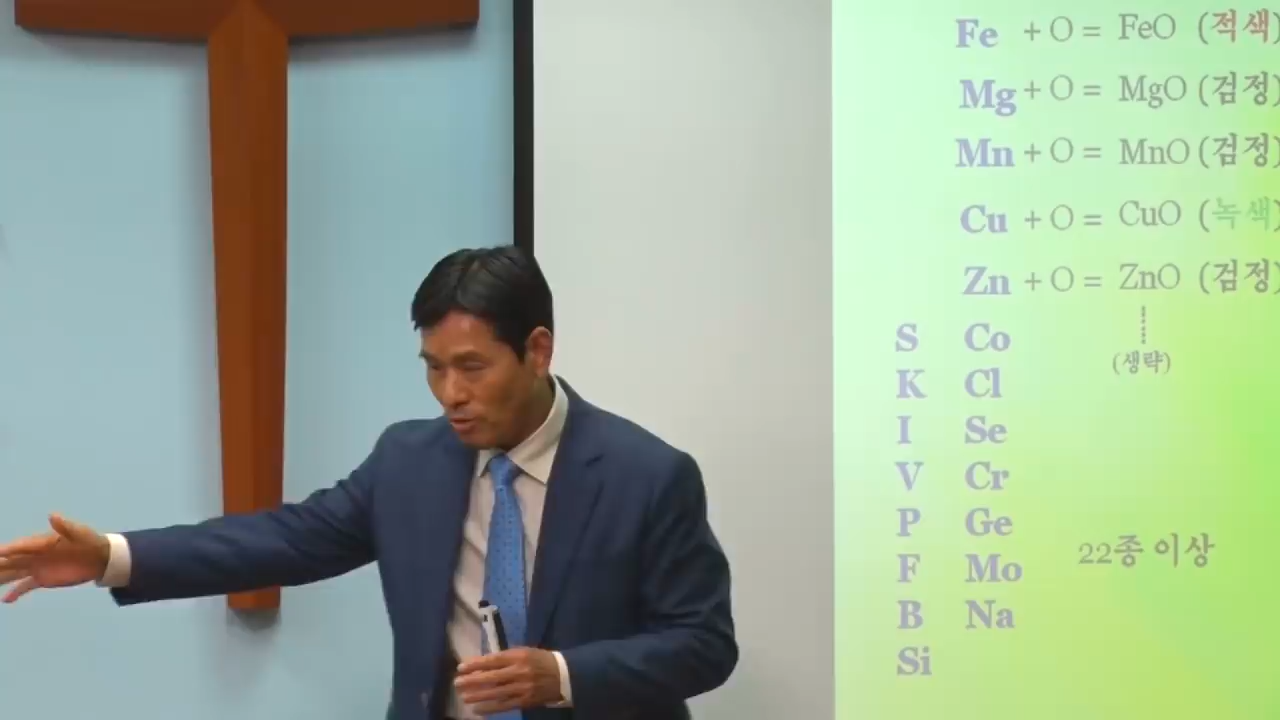 Fe + O = FeO (적색)
Mg + O = MgO (검정)
Mn + O = MnO (검정)
Cu + O = CuO (녹색)
Zn + O = ZnO (검정)
(생략)
S Co
K Cl
I Se
V Cr
P Ge
22종 이상
F Mo
B Na
Si